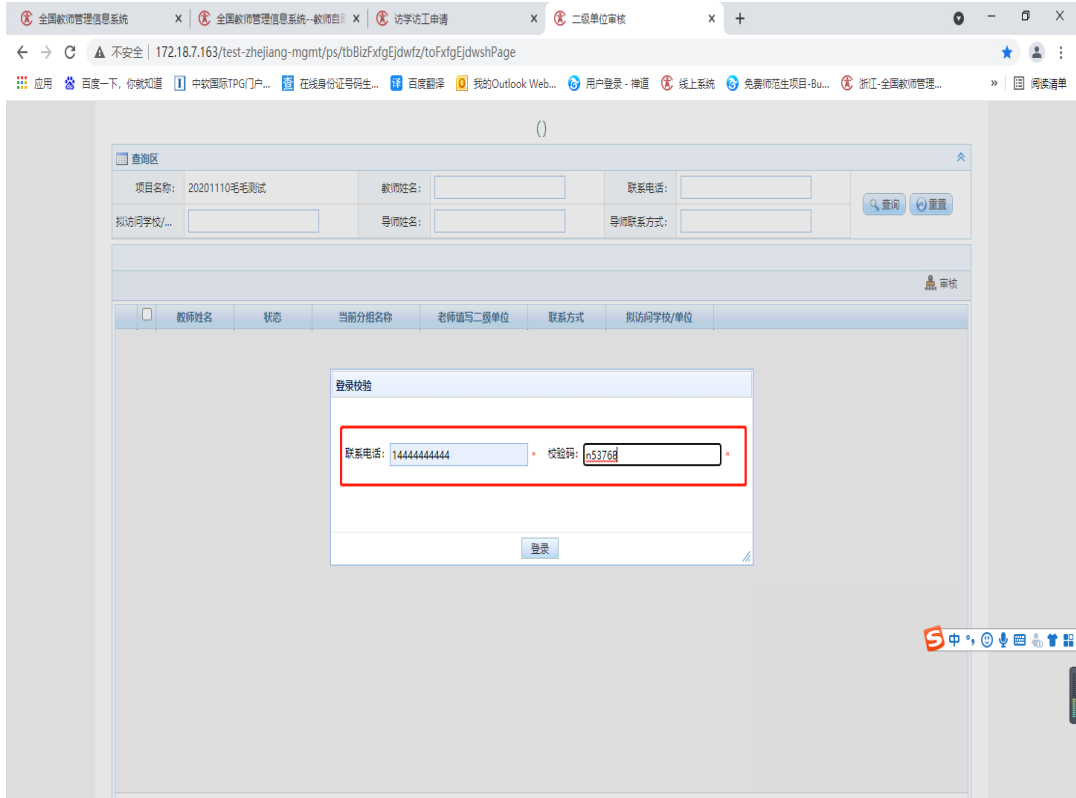 全国教师管理信息系统
全国教师管理信息系统--教师自
访学访工申请
二级单位审核
不安全 | 172.18.7.163/test-zhejiang-mgmt/ps/tbBizFxfgEjdwfz/toFxfgEjdwshPage
应用 百度一下，你就知道 中软国际TPG门户... 在线身份证号码生... 百度翻译 我的Outlook Web... 用户登录 - 禅道 线上系统 免费师范生项目-Bu... 浙江-全国教师管理... » 阅读清单
()
查询区
项目名称: 20201110毛毛测试 教师姓名: 联系电话:
查询 重置
拟访问学校/... 导师姓名: 导师联系方式:
审核
教师姓名 状态 当前分组名称 老师填写二级单位 联系方式 拟访问学校/单位
登录校验
联系电话: 14444444444 * 校验码: n53768 *
登录
中